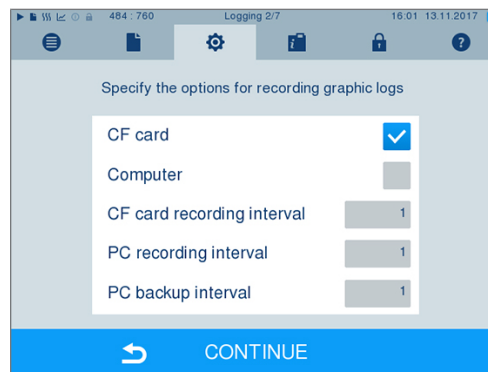 484 : 760 Logging 2/7 16:01 13.11.2017
Specify the options for recording graphic logs
CF card
Computer
CF card recording interval 1
PC recording interval 1
PC backup interval 1
CONTINUE